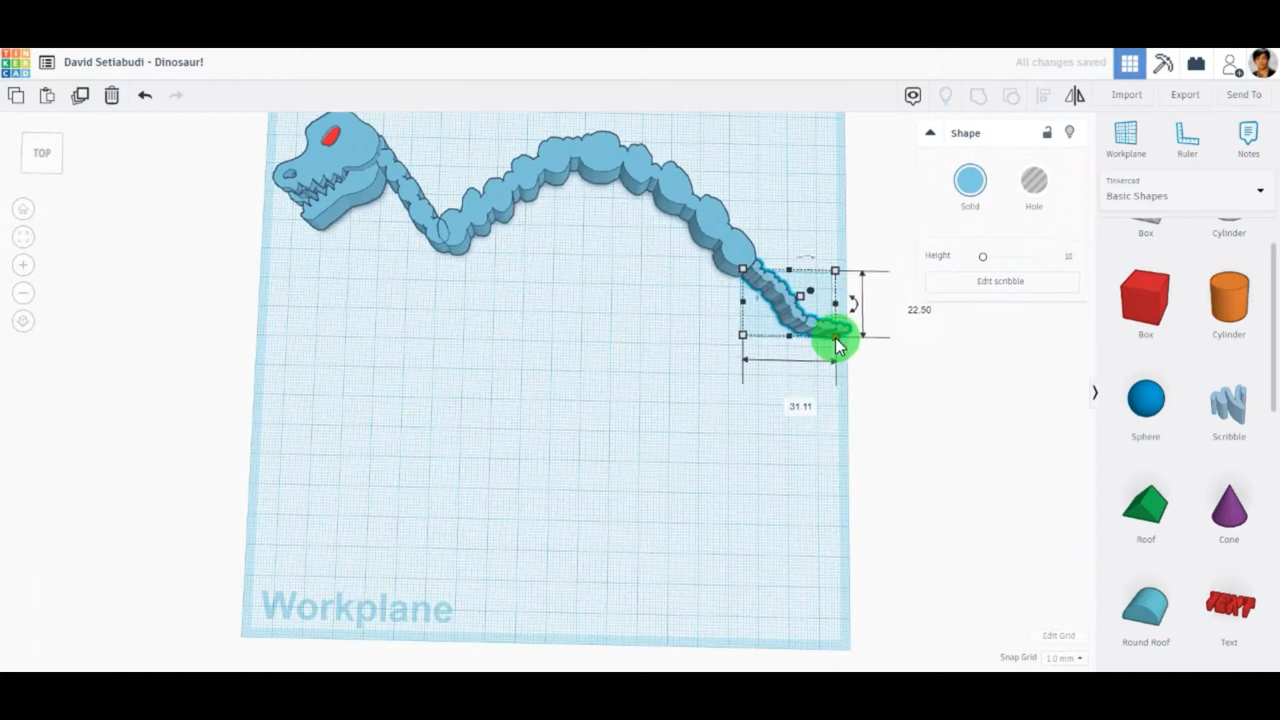 TIN
KER
CAD
David Setiabudi - Dinosaur!
All changes saved
Import
Export
Send To
TOP
Shape
Solid
Hole
Height
10
Edit scribble
22.50
31.11
Workplane
Workplane
Ruler
Notes
Tinkercad
Basic Shapes
Box
Cylinder
Box
Cylinder
Sphere
Scribble
Roof
Cone
Round Roof
TEXT
Text
Edit Grid
Snap Grid
1.0 mm